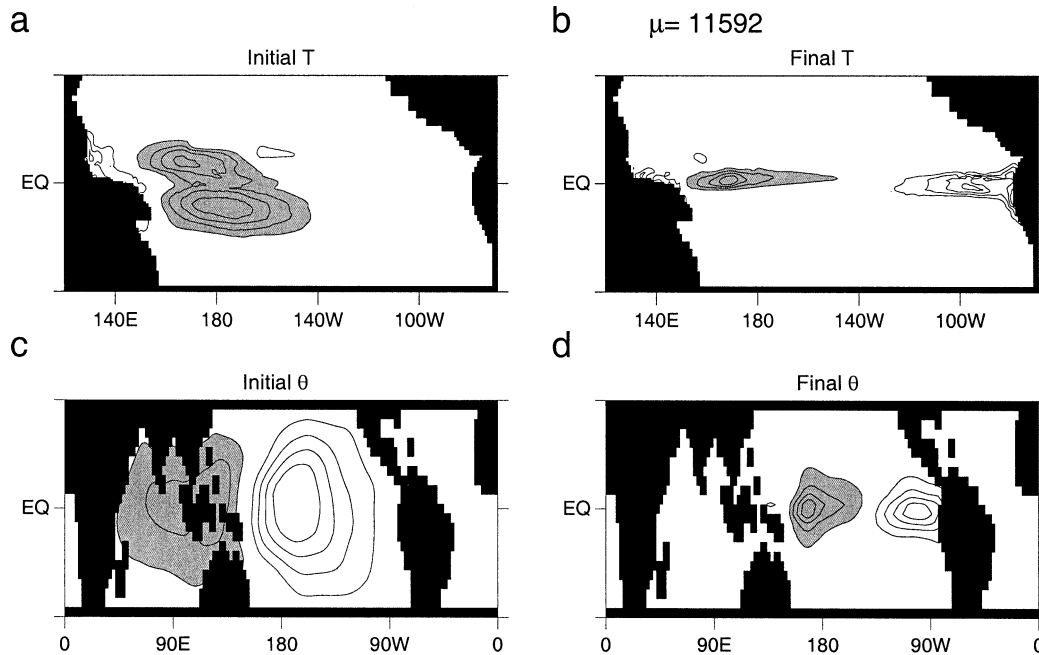 a
b
μ= 11592
Initial T
Final T
EQ
EQ
140E 180 140W 100W
140E 180 140W 100W
c
d
Initial θ
Final θ
EQ
EQ
0 90E 180 90W 0
0 90E 180 90W 0